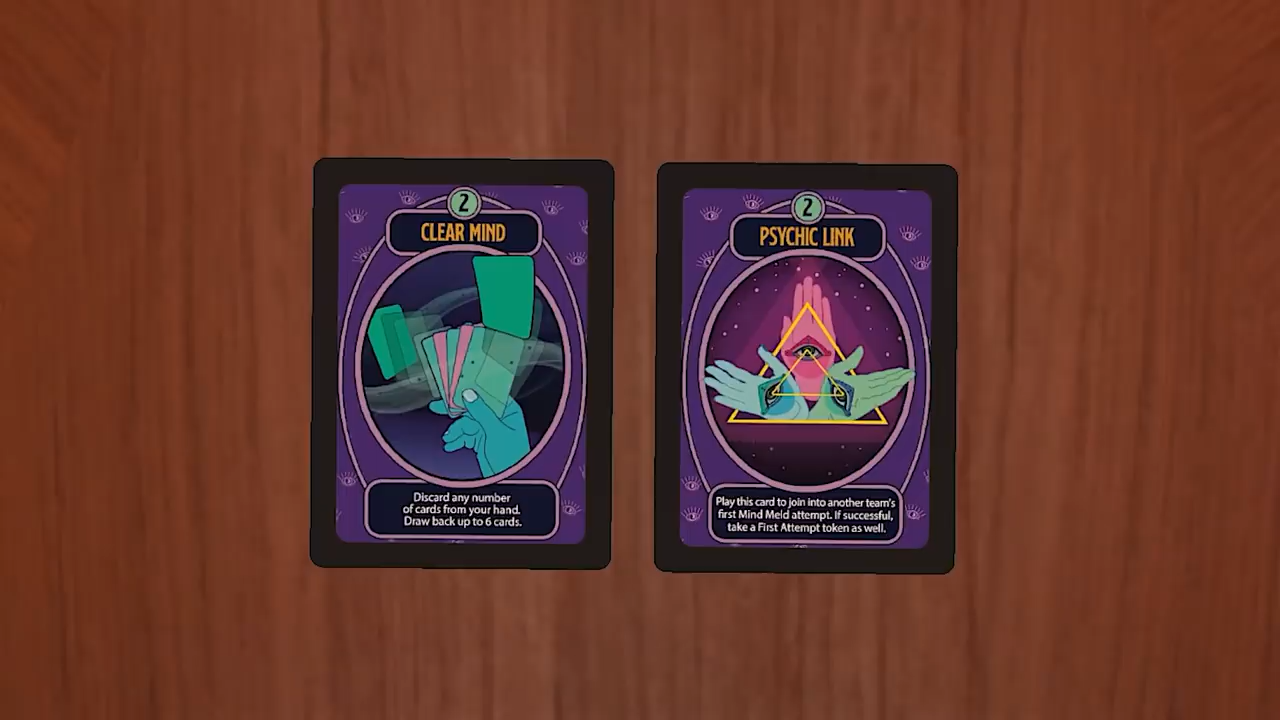 2
CLEAR MIND
Discard any number
of cards from your hand.
Draw back up to 6 cards.
2
PSYCHIC LINK
Play this card to join into another team's
first Mind Meld attempt. If successful,
take a First Attempt token as well.